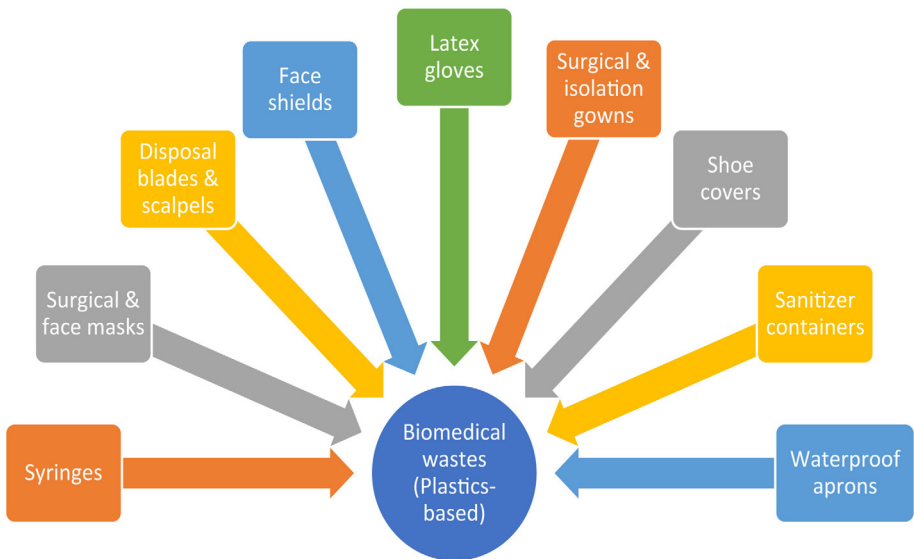 Latex
gloves
Face
shields
Surgical &
isolation
gowns
Disposal
blades &
scalpels
Shoe
covers
Surgical &
face masks
Sanitizer
containers
Syringes
Biomedical
wastes
(Plastics-
based)
Waterproof
aprons